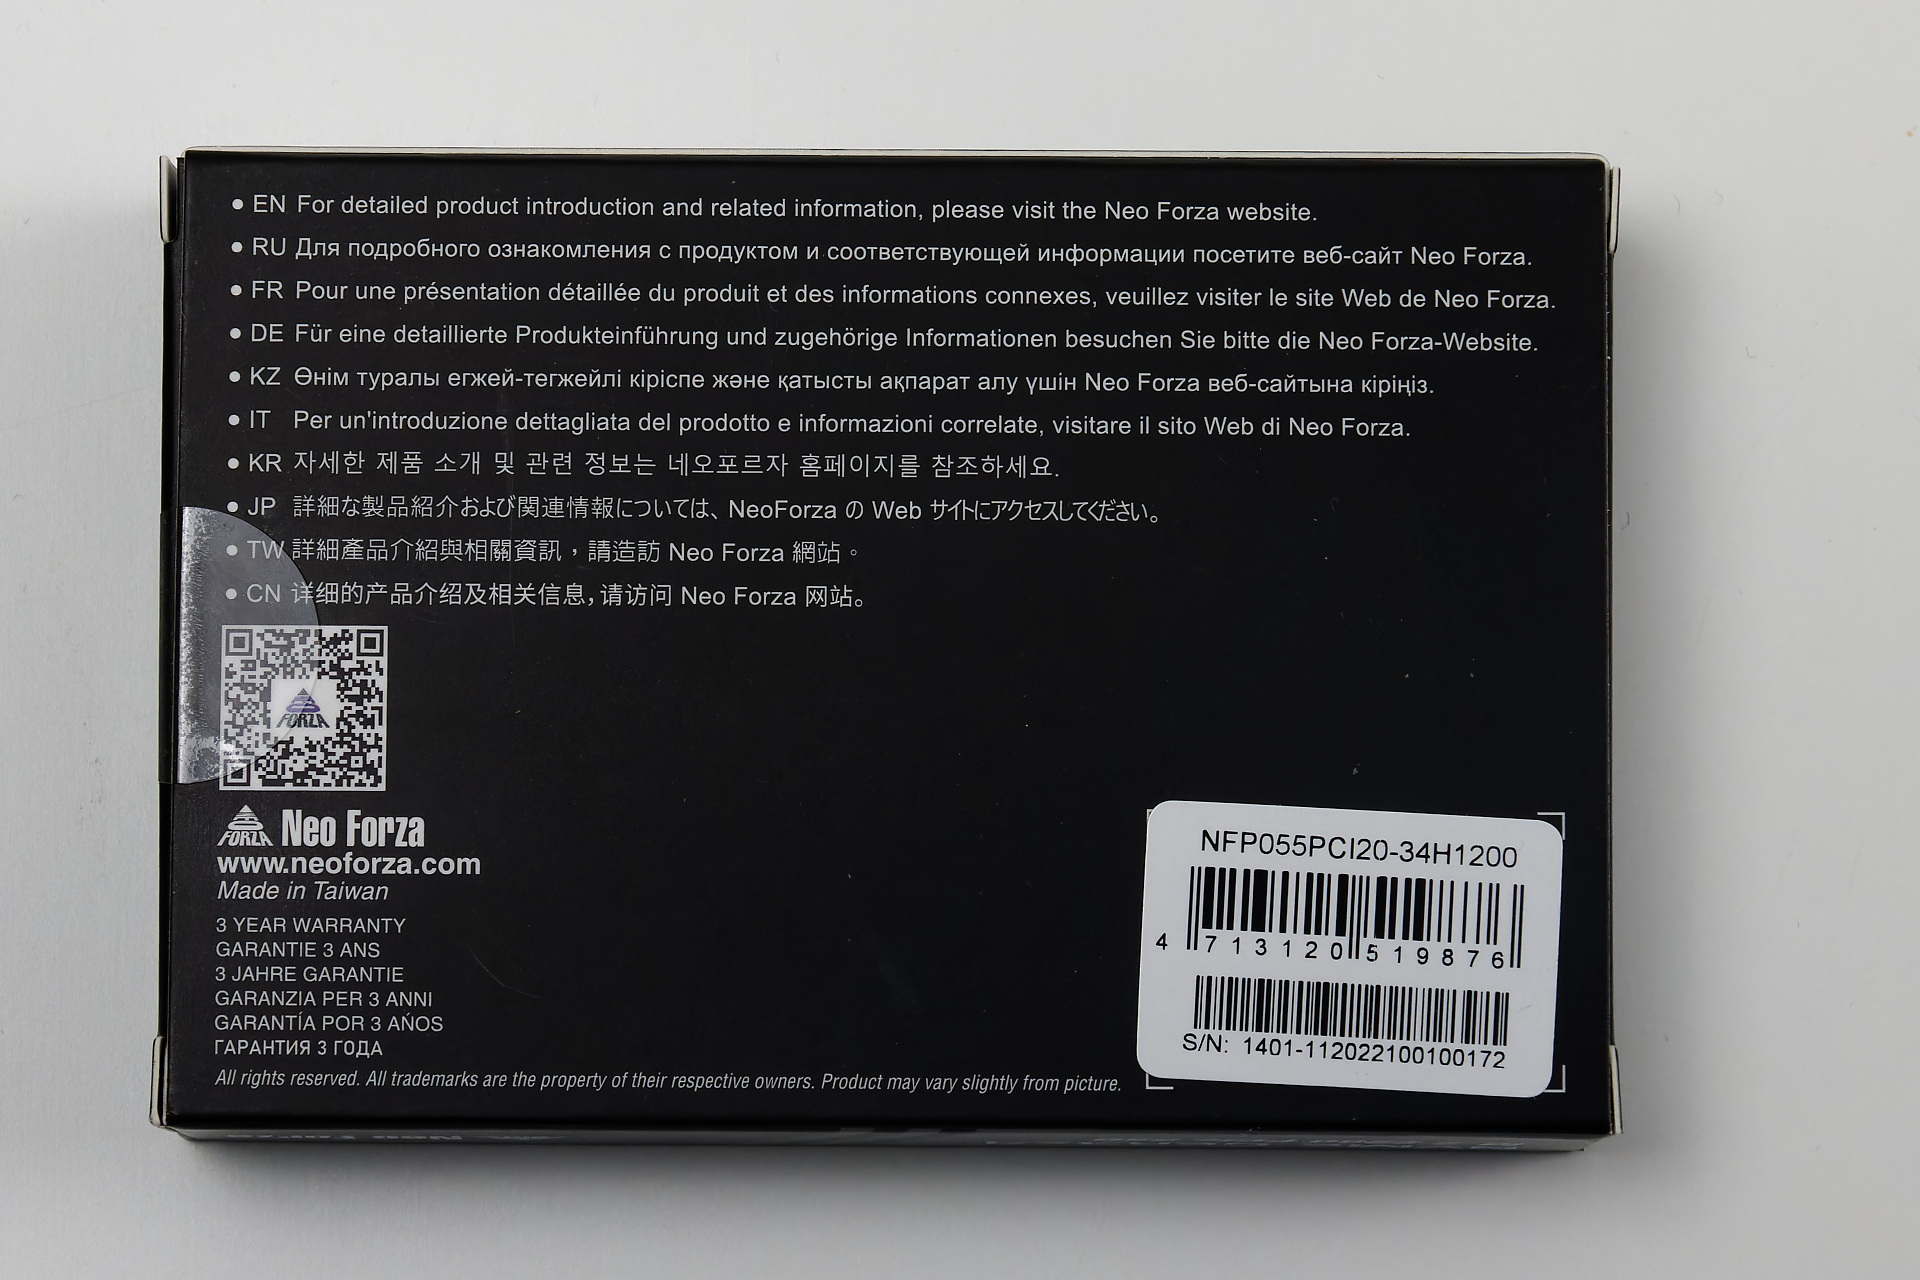 • EN For detailed product introduction and related information, please visit the Neo Forza website.
• RU Для подробного ознакомления с продуктом и соответствующей информации посетите веб-сайт Neo Forza.
• FR Pour une présentation détaillée du produit et des informations connexes, veuillez visiter le site Web de Neo Forza.
• DE Für eine detaillierte Produkteinführung und zugehörige Informationen besuchen Sie bitte die Neo Forza-Website.
• KZ Өнім туралы егжей-тегжейлі кіріспе және қатысты ақпарат алу үшін Neo Forza веб-сайтына кіріңіз.
• IT Per un'introduzione dettagliata del prodotto e informazioni correlate, visitare il sito Web di Neo Forza.
• KR 자세한 제품 소개 및 관련 정보는 네오포르자 홈페이지를 참조하세요.
• JP 詳細な製品紹介および関連情報については、NeoForza の Web サイトにアクセスしてください。
• TW 詳細產品介紹與相關資訊，請造訪 Neo Forza 網站。
• CN 详细的产品介绍及相关信息，请访问 Neo Forza 网站。
FORZA
FORZA Neo Forza
www.neoforza.com
Made in Taiwan
3 YEAR WARRANTY
GARANTIE 3 ANS
3 JAHRE GARANTIE
GARANZIA PER 3 ANNI
GARANTÍA POR 3 AŃOS
ГАРАНТИЯ 3 ГОДА
All rights reserved. All trademarks are the property of their respective owners. Product may vary slightly from picture.
NFP055PCI20-34H1200
4 713120 519876
S/N: 1401-112022100100172
Neo Forza